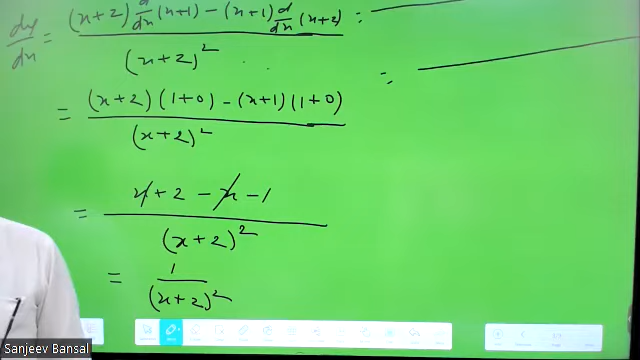 dy/dx = (x+2) d/dx (x+1) − (x+1) d/dx (x+2) / (x+2)² =
= (x+2) (1+0) − (x+1) (1+0) / (x+2)² =
= x+2 − x −1 / (x+2)²
= 1 / (x+2)²
Sanjeev Bansal